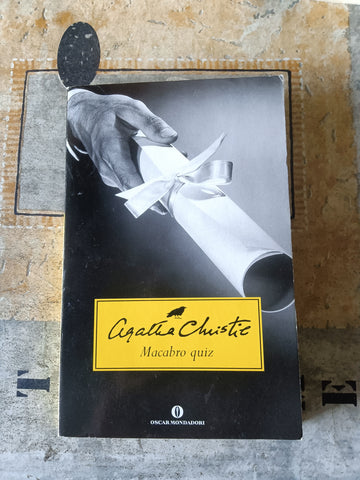 Agatha Christie
Macabro quiz
OSCAR MONDADORI
T
T
E